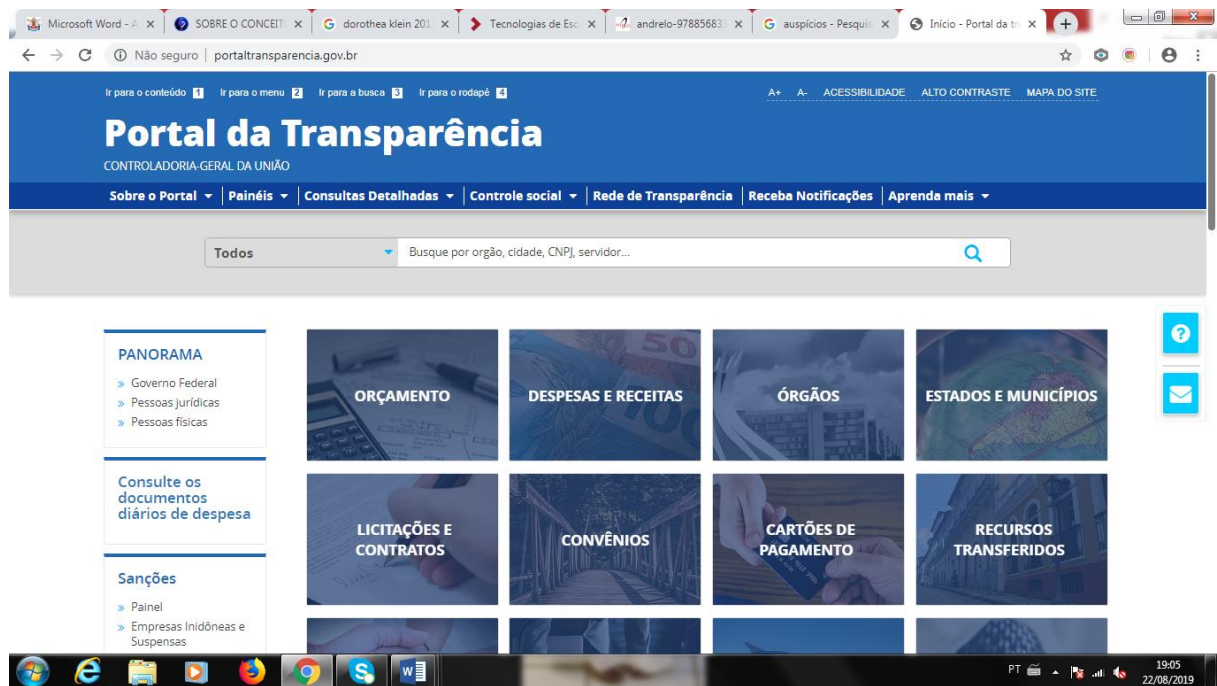 Microsoft Word - A
SOBRE O CONCEIT
dorothea klein 201
Tecnologias de Esc
andrelo-97885683
auspícios - Pesquis
Início - Portal da tr
Não seguro | portaltransparencia.gov.br
Ir para o conteúdo 1 Ir para o menu 2 Ir para a busca 3 Ir para o rodapé 4
A+ A- ACESSIBILIDADE ALTO CONTRASTE MAPA DO SITE
Portal da Transparência
CONTROLADORIA-GERAL DA UNIÃO
Sobre o Portal Painéis Consultas Detalhadas Controle social Rede de Transparência Receba Notificações Aprenda mais
Todos
Busque por orgão, cidade, CNPJ, servidor...
PANORAMA
Governo Federal
Pessoas jurídicas
Pessoas físicas
Consulte os
documentos
diários de despesa
Sanções
Painel
Empresas Inidôneas e
Suspensas
ORÇAMENTO
DESPESAS E RECEITAS
ÓRGÃOS
ESTADOS E MUNICÍPIOS
LICITAÇÕES E
CONTRATOS
CONVÊNIOS
CARTÕES DE
PAGAMENTO
RECURSOS
TRANSFERIDOS
PT
19:05
22/08/2019